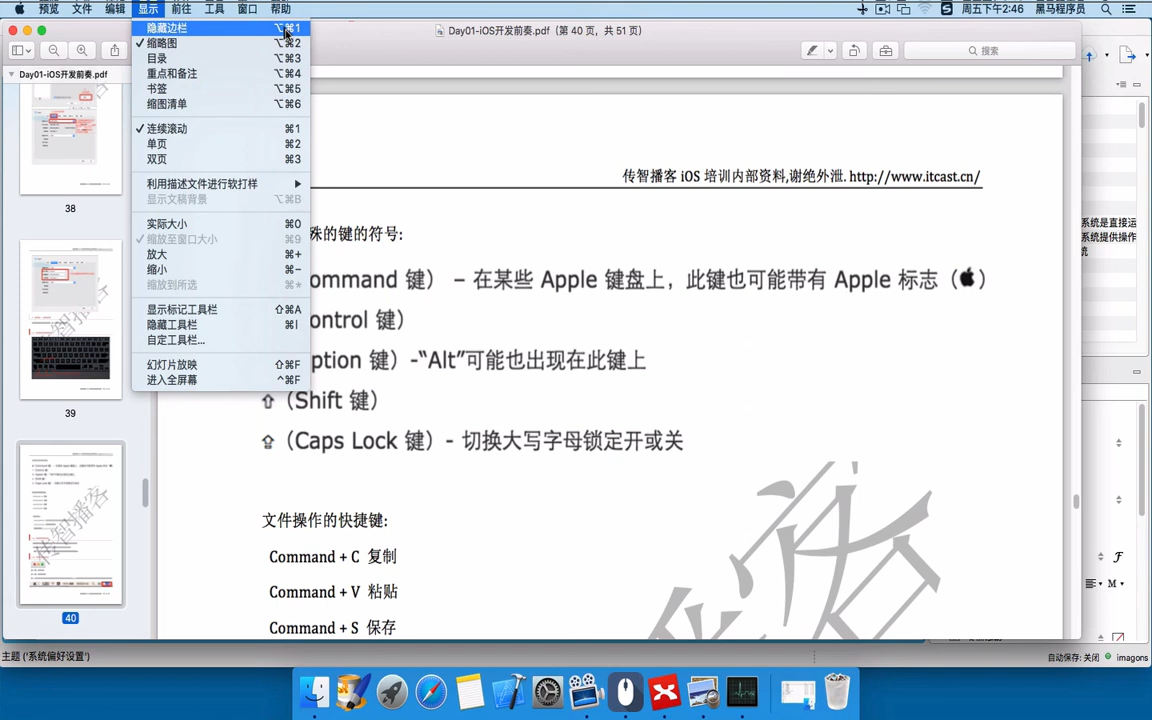 预览 文件 编辑 显示 前往 工具 窗口 帮助
周五下午2:46 黑马程序员
Day01-iOS开发前奏.pdf（第 40 页，共 51 页）
搜索
Day01-iOS开发前奏.pdf
38
39
40
隐藏边栏 ⌥⌘1
✓ 缩略图 ⌥⌘2
目录 ⌥⌘3
重点和备注 ⌥⌘4
书签 ⌥⌘5
缩图清单 ⌥⌘6
✓ 连续滚动 ⌘1
单页 ⌘2
双页 ⌘3
利用描述文件进行软打样 ▶
显示文稿背景 ⌥⌘B
实际大小 ⌘0
✓ 缩放至窗口大小 ⌘9
放大 ⌘+
缩小 ⌘−
缩放到所选 ⌘*
显示标记工具栏 ⇧⌘A
隐藏工具栏 ⌘|
自定工具栏...
幻灯片放映 ⇧⌘F
进入全屏幕 ^⌘F
传智播客 iOS 培训内部资料,谢绝外泄. http://www.itcast.cn/
殊的键的符号:
ommand 键） – 在某些 Apple 键盘上，此键也可能带有 Apple 标志（）
ontrol 键）
ption 键）-“Alt”可能也出现在此键上
⇧（Shift 键）
⇪（Caps Lock 键）- 切换大写字母锁定开或关
文件操作的快捷键:
Command + C 复制
Command + V 粘贴
Command + S 保存
系统是直接运
系统提供操作
统
M
主题 ('系统偏好设置')
自动保存: 关闭
imagons